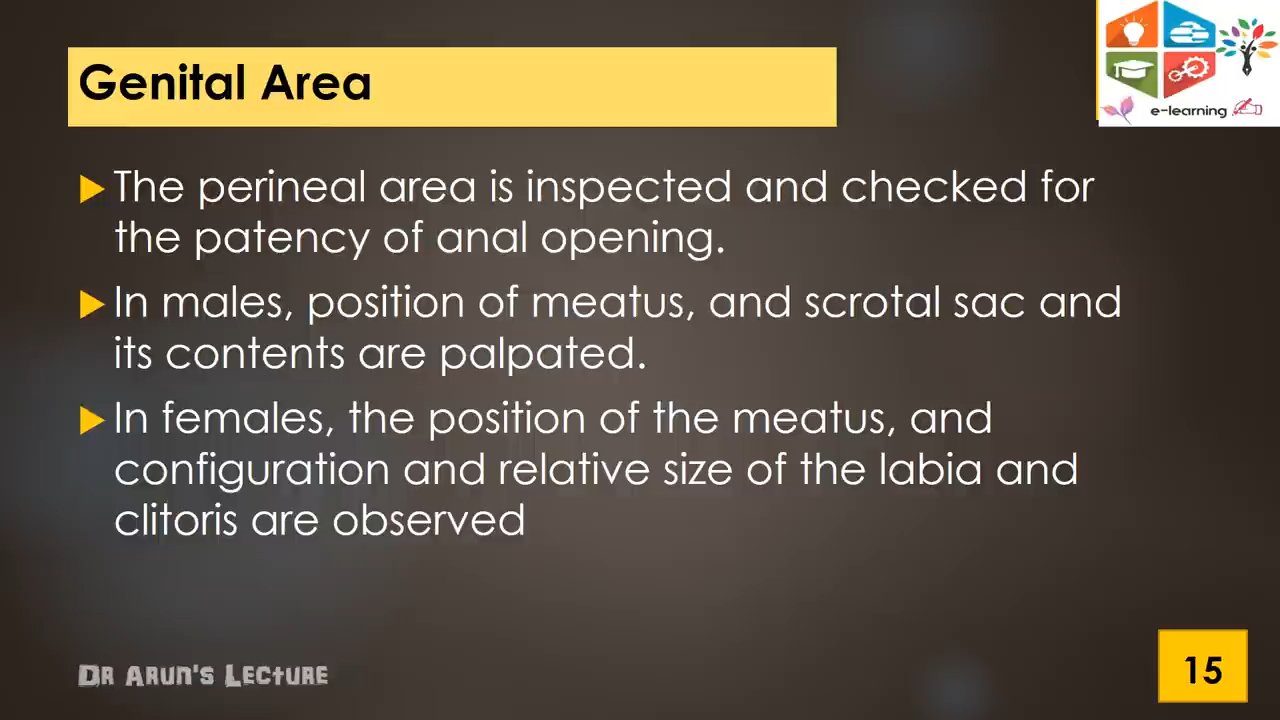 Genital Area
e-learning
The perineal area is inspected and checked for
the patency of anal opening.
In males, position of meatus, and scrotal sac and
its contents are palpated.
In females, the position of the meatus, and
configuration and relative size of the labia and
clitoris are observed
Dr Arun's Lecture
15